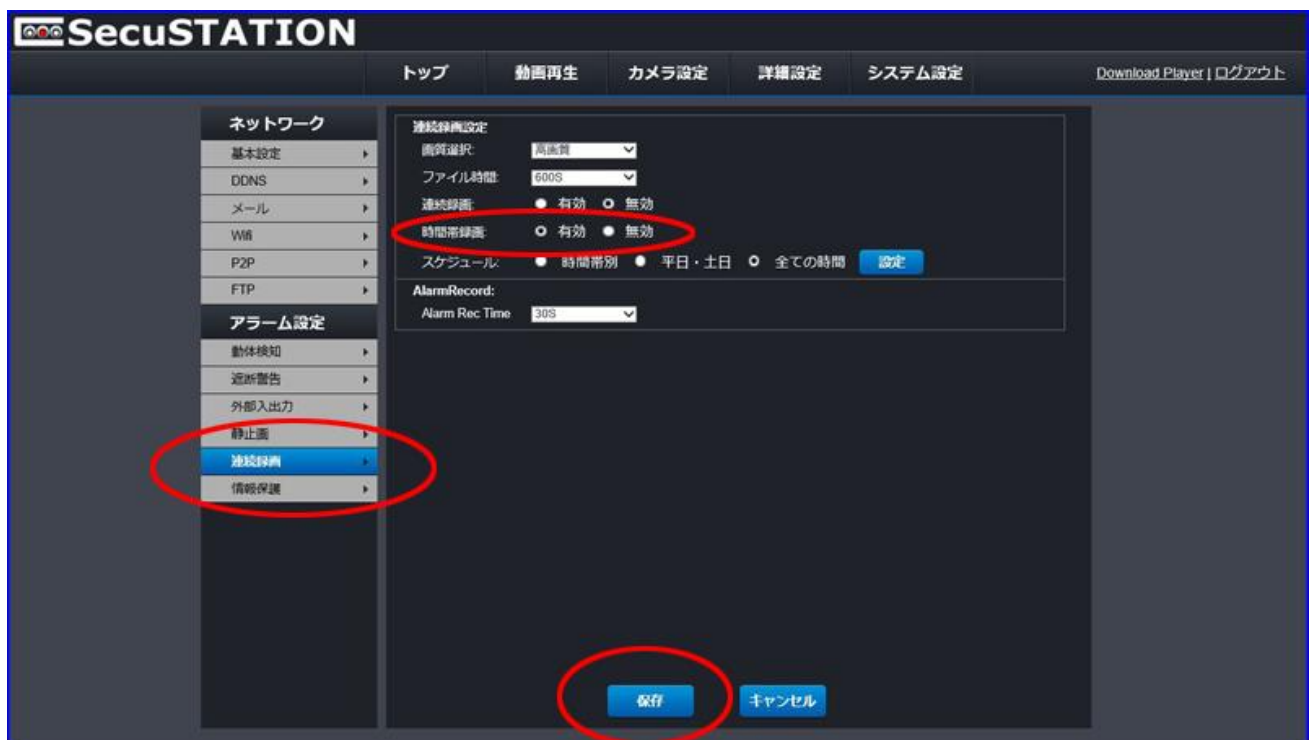 SecuSTATION
トップ 動画再生 カメラ設定 詳細設定 システム設定 Download Player | ログアウト
ネットワーク
基本設定
DDNS
メール
Wifi
P2P
FTP
アラーム設定
動体検知
遮断警告
外部入出力
静止画
連続録画
情報保護
連続録画設定
画質選択: 高画質
ファイル時間: 600S
連続録画: 有効 無効
時間帯録画: 有効 無効
スケジュール: 時間帯別 平日・土日 全ての時間 設定
AlarmRecord:
Alarm Rec Time 30S
保存 キャンセル